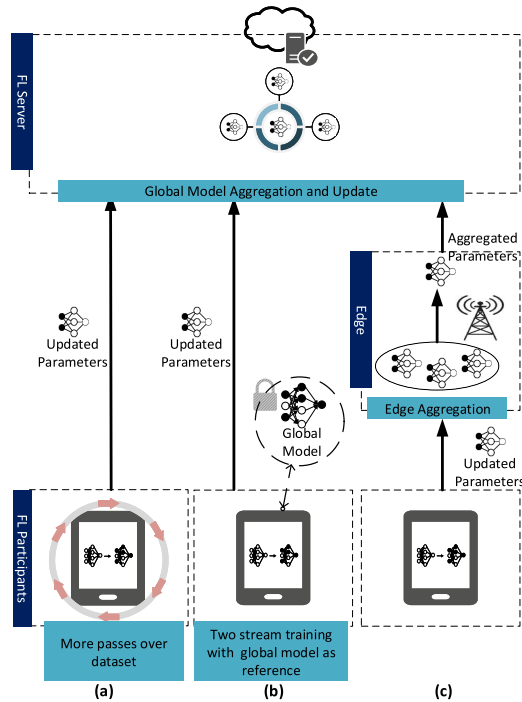 FL Server
Global Model Aggregation and Update
Aggregated
Parameters
Edge
Updated
Parameters
Updated
Parameters
Edge Aggregation
Global
Model
Updated
Parameters
FL Participants
More passes over
dataset
Two stream training
with global model as
reference
(a)
(b)
(c)